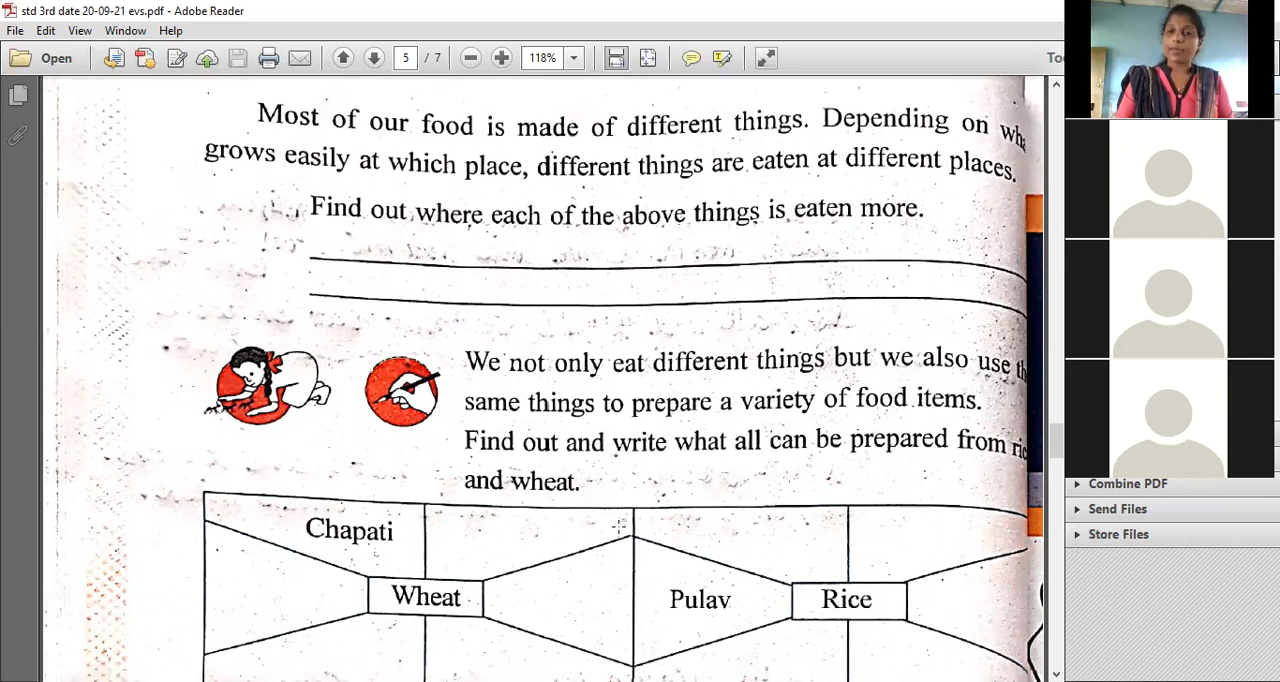 std 3rd date 20-09-21 evs.pdf - Adobe Reader
File Edit View Window Help
Open 5 / 7 118%
Most of our food is made of different things. Depending on
grows easily at which place, different things are eaten at different places.
Find out where each of the above things is eaten more.
We not only eat different things but we also use
same things to prepare a variety of food items.
Find out and write what all can be prepared from
and wheat.
Chapati
Wheat
Pulav
Rice
Combine PDF
Send Files
Store Files